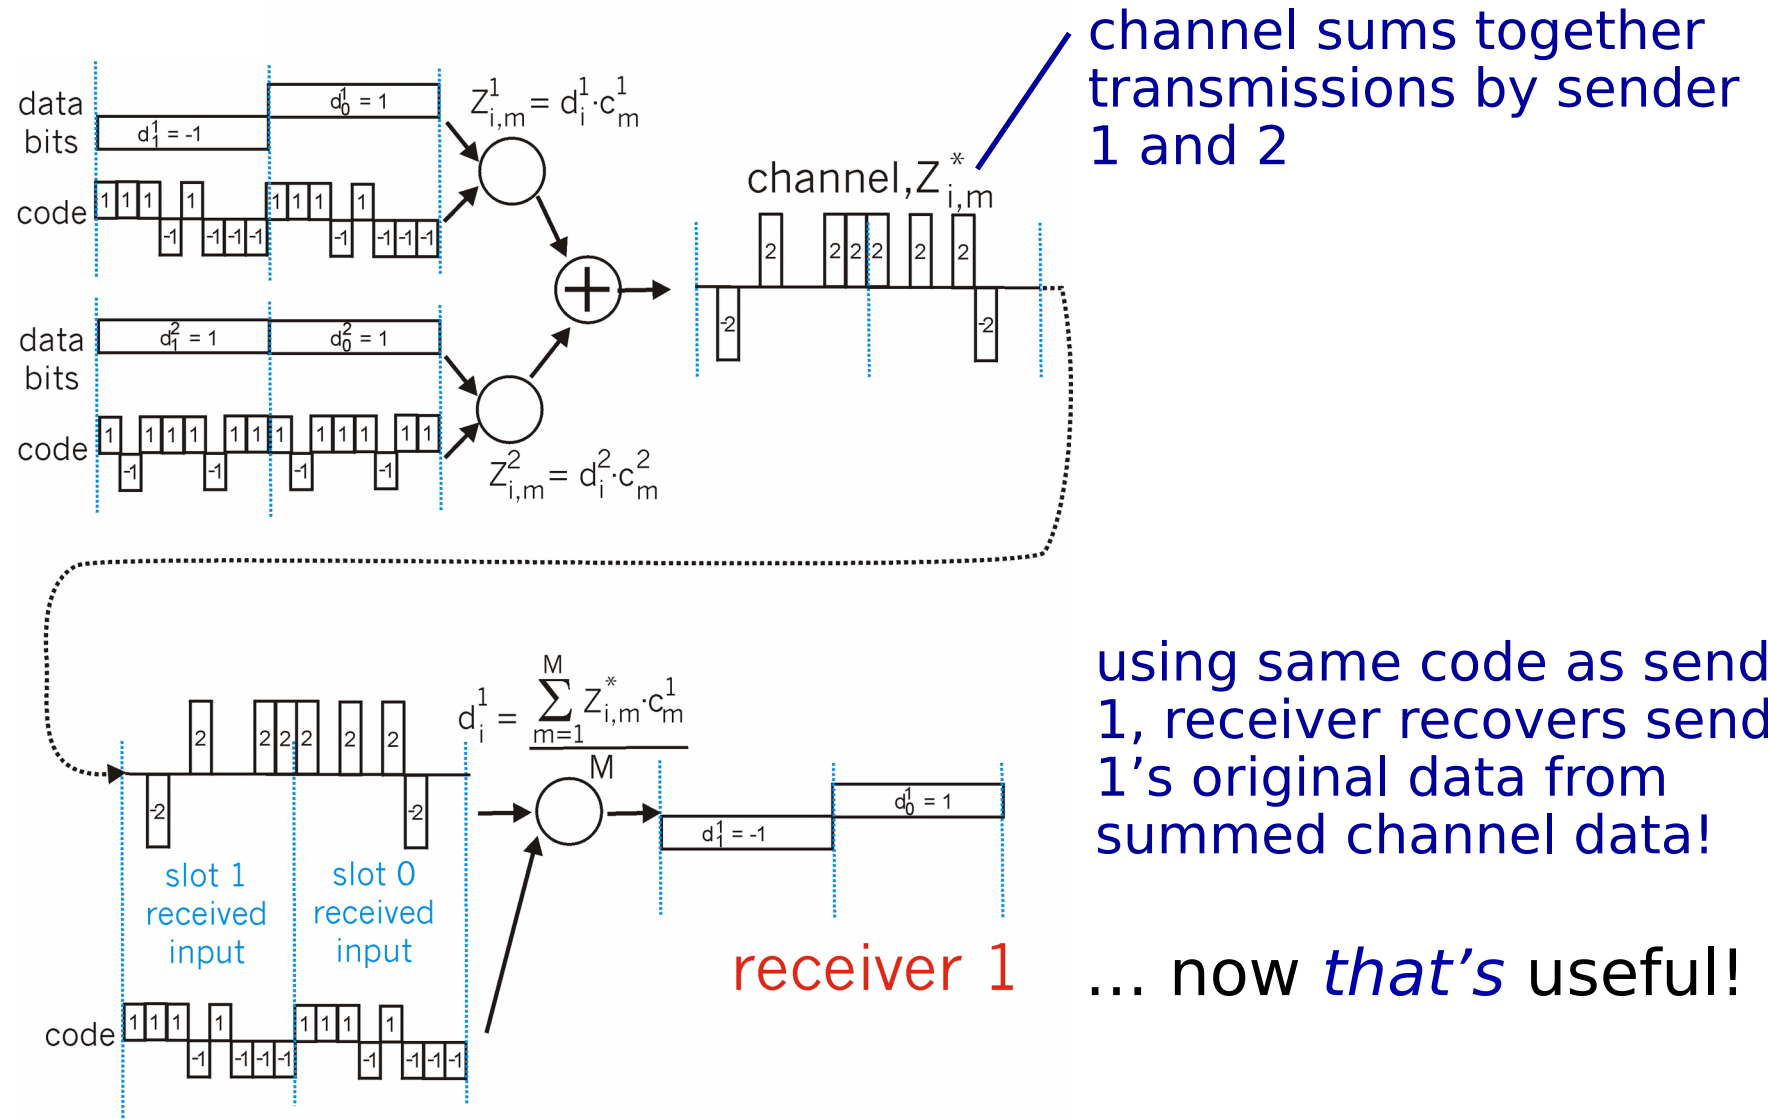 channel sums together
transmissions by sender
1 and 2
data
bits
d₁¹ = -1
d₀¹ = 1
Z¹i,m = d¹i·c¹m
code
1 1 1 -1 1 -1 -1 -1 1 1 1 -1 1 -1 -1 -1
channel, Z*i,m
-2 2 2 2 2 2 2 -2
data
bits
d₁² = 1
d₀² = 1
code
1 -1 1 1 1 -1 1 1 1 -1 1 1 1 -1 1 1
Z²i,m = d²i·c²m
using same code as send
1, receiver recovers send
1’s original data from
summed channel data!
-2 2 2 2 2 2 2 -2
d¹i = M∑m=1 Z*i,m·c¹m
M
d₁¹ = -1
d₀¹ = 1
slot 1
received
input
slot 0
received
input
receiver 1
... now that’s useful!
code
1 1 1 -1 1 -1 -1 -1 1 1 1 -1 1 -1 -1 -1